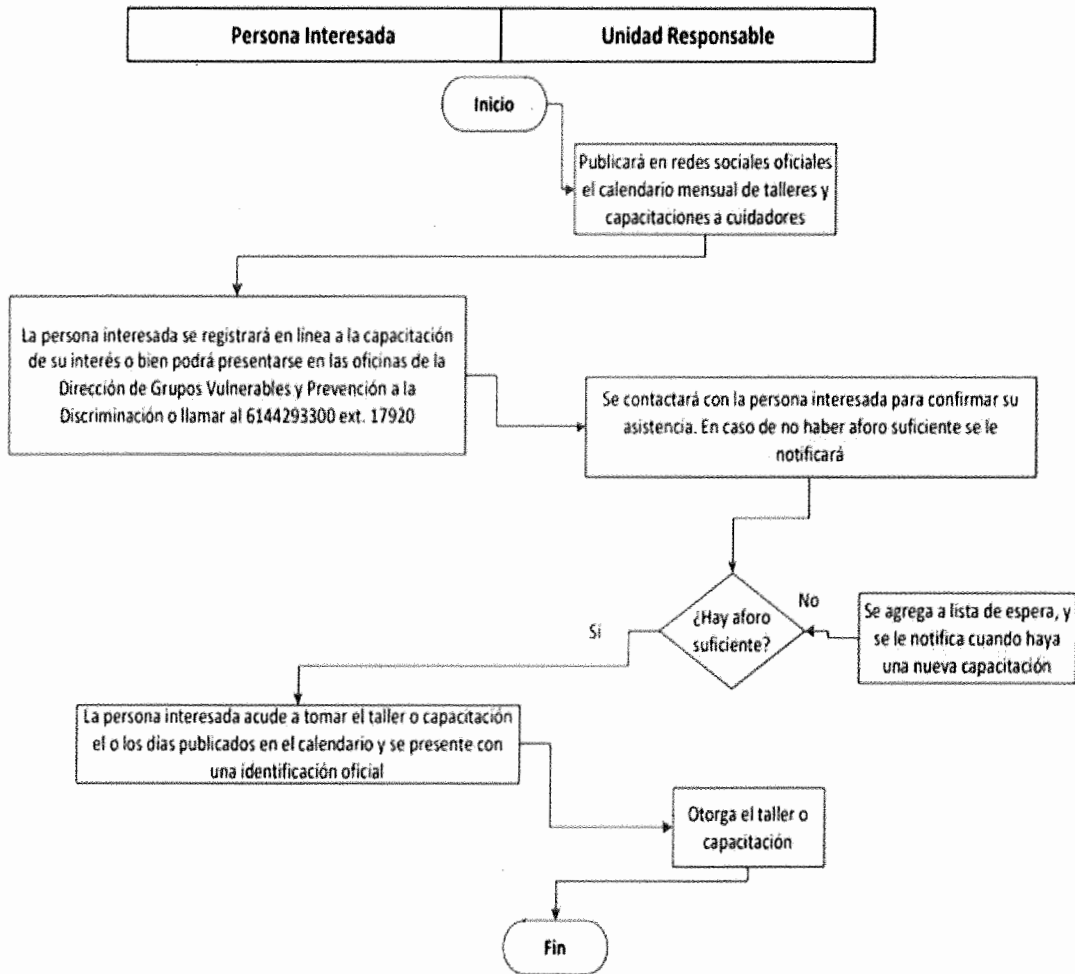 Persona Interesada
Unidad Responsable
Inicio
Publicará en redes sociales oficiales
el calendario mensual de talleres y
capacitaciones a cuidadores
La persona interesada se registrará en línea a la capacitación
de su interés o bien podrá presentarse en las oficinas de la
Dirección de Grupos Vulnerables y Prevención a la
Discriminación o llamar al 6144293300 ext. 17920
Se contactará con la persona interesada para confirmar su
asistencia. En caso de no haber aforo suficiente se le
notificará
¿Hay aforo
suficiente?
No
Se agrega a lista de espera, y
se le notifica cuando haya
una nueva capacitación
Sí
La persona interesada acude a tomar el taller o capacitación
el o los días publicados en el calendario y se presente con
una identificación oficial
Otorga el taller o
capacitación
Fin